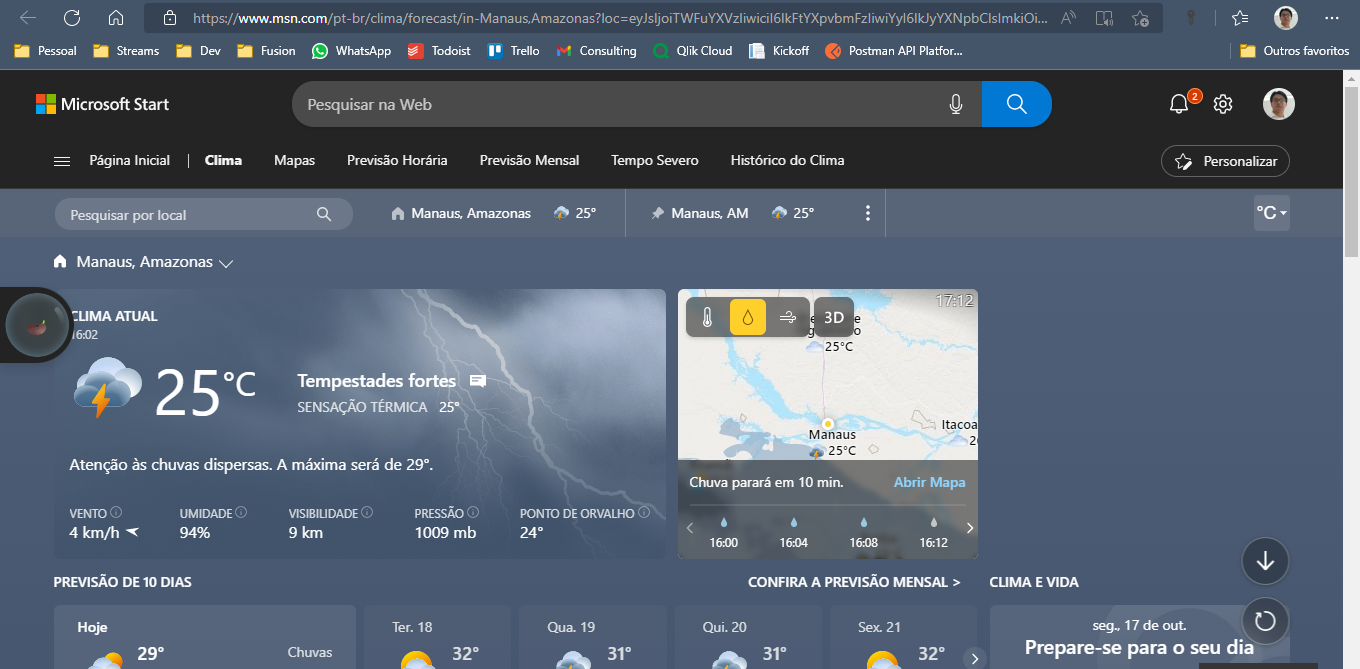 https://www.msn.com/pt-br/clima/forecast/in-Manaus,Amazonas?loc=eyJsIjoiTWFuYXVzIiwiciI6IkFtYXpvbmFzIiwiYyI6IkJyYXNpbCIsImkiOi...
Pessoal Streams Dev Fusion WhatsApp Todoist Trello Consulting Qlik Cloud Kickoff Postman API Platfor... Outros favoritos
Microsoft Start Pesquisar na Web 2
Página Inicial | Clima Mapas Previsão Horária Previsão Mensal Tempo Severo Histórico do Clima Personalizar
Pesquisar por local Manaus, Amazonas 25° Manaus, AM 25° °C
Manaus, Amazonas
CLIMA ATUAL
16:02
25°C
Tempestades fortes
SENSAÇÃO TÉRMICA 25°
Atenção às chuvas dispersas. A máxima será de 29°.
VENTO UMIDADE VISIBILIDADE PRESSÃO PONTO DE ORVALHO
4 km/h 94% 9 km 1009 mb 24°
17:12
3D
25°C
Itacoa
Manaus
25°C
Chuva parará em 10 min. Abrir Mapa
16:00 16:04 16:08 16:12
PREVISÃO DE 10 DIAS CONFIRA A PREVISÃO MENSAL > CLIMA E VIDA
Hoje Ter. 18 Qua. 19 Qui. 20 Sex. 21
29° Chuvas 32° 31° 31° 32°
seg., 17 de out.
Prepare-se para o seu dia